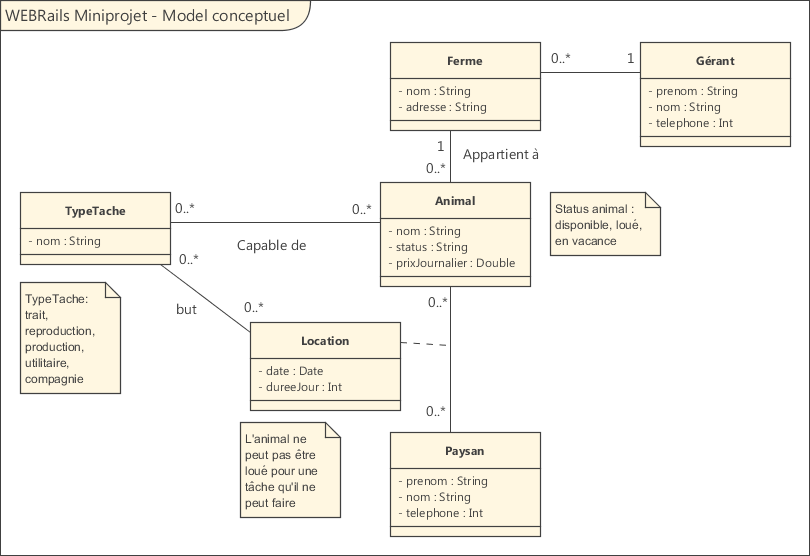 WEBRails Miniprojet - Model conceptuel
Ferme
- nom : String
- adresse : String
0..*
1
Gérant
- prenom : String
- nom : String
- telephone : Int
1
Appartient à
0..*
TypeTache
- nom : String
0..*
0..*
Capable de
Animal
- nom : String
- status : String
- prixJournalier : Double
Status animal :
disponible, loué,
en vacance
0..*
but
0..*
TypeTache:
trait,
reproduction,
production,
utilitaire,
compagnie
Location
- date : Date
- dureeJour : Int
0..*
0..*
L'animal ne
peut pas être
loué pour une
tâche qu'il ne
peut faire
Paysan
- prenom : String
- nom : String
- telephone : Int